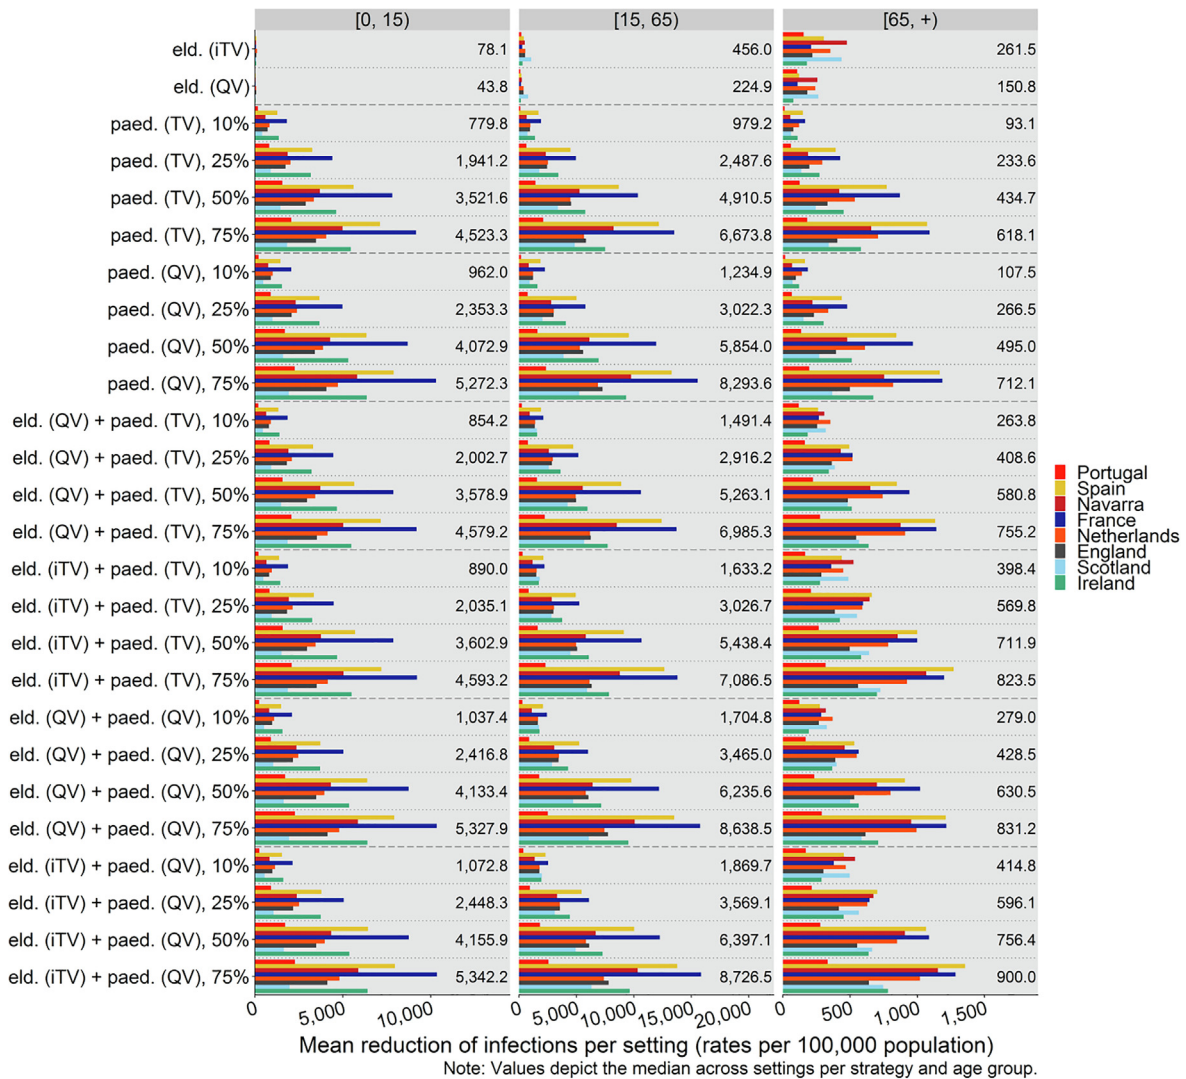 [0, 15) [15, 65) [65, +)
eld. (iTV) 78.1 456.0 261.5
eld. (QV) 43.8 224.9 150.8
paed. (TV), 10% 779.8 979.2 93.1
paed. (TV), 25% 1,941.2 2,487.6 233.6
paed. (TV), 50% 3,521.6 4,910.5 434.7
paed. (TV), 75% 4,523.3 6,673.8 618.1
paed. (QV), 10% 962.0 1,234.9 107.5
paed. (QV), 25% 2,353.3 3,022.3 266.5
paed. (QV), 50% 4,072.9 5,854.0 495.0
paed. (QV), 75% 5,272.3 8,293.6 712.1
eld. (QV) + paed. (TV), 10% 854.2 1,491.4 263.8
eld. (QV) + paed. (TV), 25% 2,002.7 2,916.2 408.6
eld. (QV) + paed. (TV), 50% 3,578.9 5,263.1 580.8
eld. (QV) + paed. (TV), 75% 4,579.2 6,985.3 755.2
eld. (iTV) + paed. (TV), 10% 890.0 1,633.2 398.4
eld. (iTV) + paed. (TV), 25% 2,035.1 3,026.7 569.8
eld. (iTV) + paed. (TV), 50% 3,602.9 5,438.4 711.9
eld. (iTV) + paed. (TV), 75% 4,593.2 7,086.5 823.5
eld. (QV) + paed. (QV), 10% 1,037.4 1,704.8 279.0
eld. (QV) + paed. (QV), 25% 2,416.8 3,465.0 428.5
eld. (QV) + paed. (QV), 50% 4,133.4 6,235.6 630.5
eld. (QV) + paed. (QV), 75% 5,327.9 8,638.5 831.2
eld. (iTV) + paed. (QV), 10% 1,072.8 1,869.7 414.8
eld. (iTV) + paed. (QV), 25% 2,448.3 3,569.1 596.1
eld. (iTV) + paed. (QV), 50% 4,155.9 6,397.1 756.4
eld. (iTV) + paed. (QV), 75% 5,342.2 8,726.5 900.0
0 5,000 10,000 0 5,000 10,000 15,000 20,000 0 500 1,000 1,500
Mean reduction of infections per setting (rates per 100,000 population)
Note: Values depict the median across settings per strategy and age group.
Portugal
Spain
Navarra
France
Netherlands
England
Scotland
Ireland